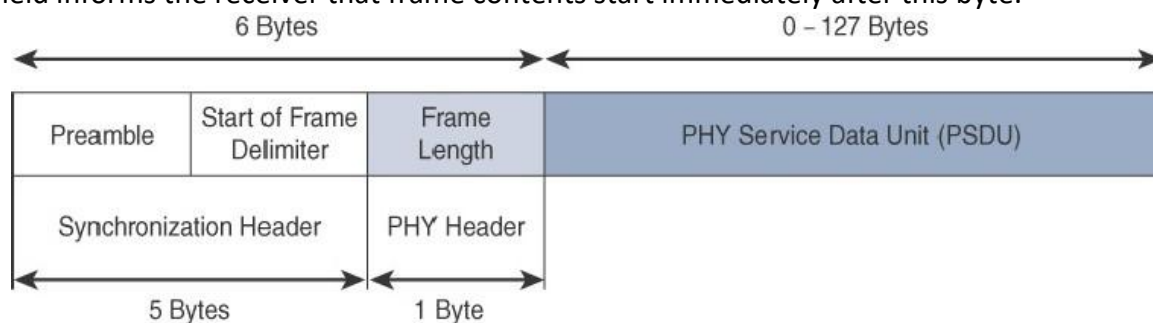 field informs the receiver that frame contents start immediately after this byte.
6 Bytes 0 – 127 Bytes
Preamble Start of Frame Delimiter Frame Length PHY Service Data Unit (PSDU)
Synchronization Header PHY Header
5 Bytes 1 Byte